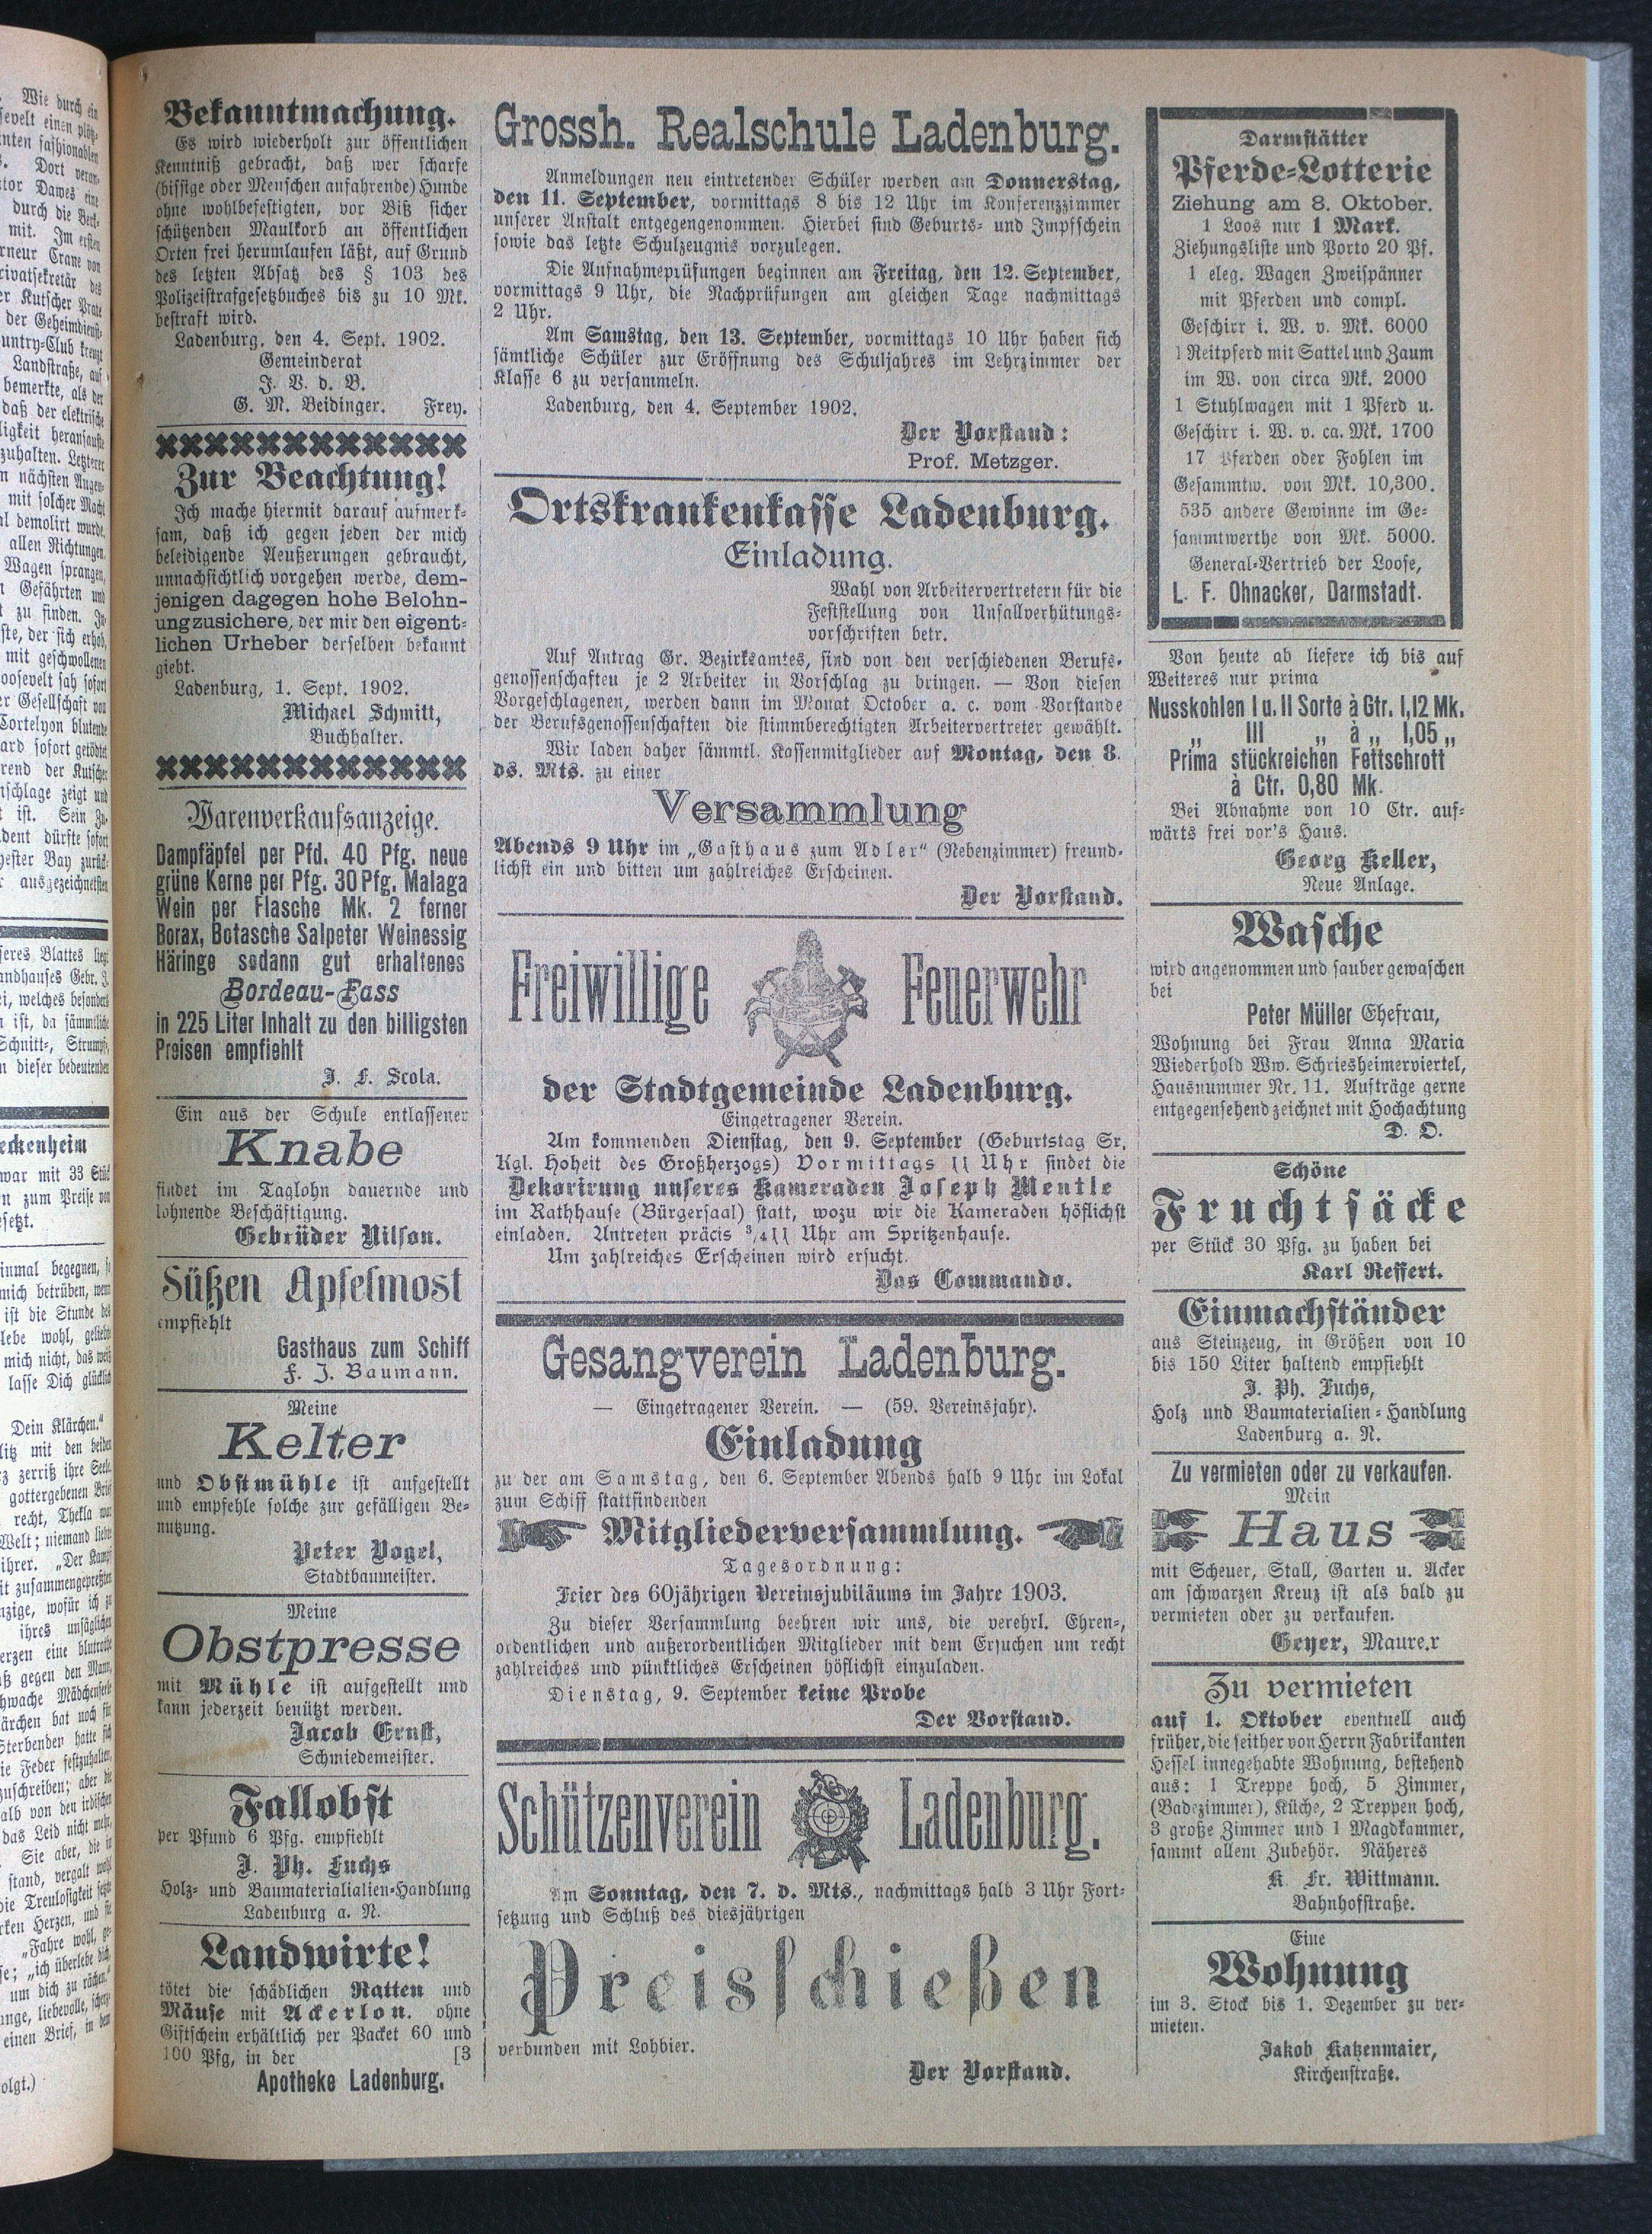 Bekanntmachung.
Es wird wiederholt zur öffentlichen
Kenntniß gebracht, daß wer scharfe
(bissige oder Menschen anfahrende) Hunde
ohne wohlbefestigten, vor Biß sicher
schützenden Maulkorb an öffentlichen
Orten frei herumlaufen läßt, auf Grund
des letzten Absatz des § 103 des
Polizeistrafgesetzbuches bis zu 10 Mk.
bestraft wird.
Ladenburg, den 4. Sept. 1902.
Gemeinderat
J. V. d. B.
G. M. Beidinger. Frey.
Zur Beachtung!
Ich mache hiermit darauf aufmerk-
sam, daß ich gegen jeden der mich
beleidigende Aeußerungen gebraucht,
unnachsichtlich vorgehen werde, dem-
jenigen dagegen hohe Belohn-
ung zusichere, der mir den eigent-
lichen Urheber derselben bekannt
giebt.
Ladenburg, 1. Sept. 1902.
Michael Schmitt,
Buchhalter.
Warenverkaufsanzeige.
Dampfäpfel per Pfd. 40 Pfg. neue
grüne Kerne per Pfg. 30 Pfg. Malaga
Wein per Flasche Mk. 2 ferner
Borax, Botasche Salpeter Weinessig
Häringe sodann gut erhaltenes
Bordeau-Fass
in 225 Liter Inhalt zu den billigsten
Preisen empfiehlt
J. F. Scola.
Ein aus der Schule entlassener
Knabe
findet im Taglohn dauernde und
lohnende Beschäftigung.
Gebrüder Nilson.
Süßen Apfelmost
empfiehlt
Gasthaus zum Schiff
F. J. Baumann.
Meine
Kelter
und Obstmühle ist aufgestellt
und empfehle solche zur gefälligen Be-
nutzung.
Peter Vogel,
Stadtbaumeister.
Meine
Obstpresse
mit Mühle ist aufgestellt und
kann jederzeit benützt werden.
Jacob Ernst,
Schmiedemeister.
Fallobst
per Pfund 6 Pfg. empfiehlt
J. Ph. Fuchs
Holz- und Baumaterialialien-Handlung
Ladenburg a. N.
Landwirte!
tötet die schädlichen Ratten und
Mäuse mit Ackerlon. ohne
Giftschein erhältlich per Packet 60 und
100 Pfg, in der [3
Apotheke Ladenburg.
Grossh. Realschule Ladenburg.
Anmeldungen neu eintretender Schüler werden am Donnerstag,
den 11. September, vormittags 8 bis 12 Uhr im Konferenzzimmer
unserer Anstalt entgegengenommen. Hierbei sind Geburts- und Impfschein
sowie das letzte Schulzeugnis vorzulegen.
Die Aufnahmeprüfungen beginnen am Freitag, den 12. September,
vormittags 9 Uhr, die Nachprüfungen am gleichen Tage nachmittags
2 Uhr.
Am Samstag, den 13. September, vormittags 10 Uhr haben sich
sämtliche Schüler zur Eröffnung des Schuljahres im Lehrzimmer der
Klasse 6 zu versammeln.
Ladenburg, den 4. September 1902.
Der Vorstand:
Prof. Metzger.
Ortskrankenkasse Ladenburg.
Einladung.
Wahl von Arbeitervertretern für die
Feststellung von Unfallverhütungs-
vorschriften betr.
Auf Antrag Gr. Bezirksamtes, sind von den verschiedenen Berufs-
genossenschaften je 2 Arbeiter in Vorschlag zu bringen. — Von diesen
Vorgeschlagenen, werden dann im Monat October a. c. vom Vorstande
der Berufsgenossenschaften die stimmberechtigten Arbeitervertreter gewählt.
Wir laden daher sämmtl. Kassenmitglieder auf Montag, den 8.
ds. Mts. zu einer
Versammlung
Abends 9 Uhr im „Gasthaus zum Adler“ (Nebenzimmer) freund-
lichst ein und bitten um zahlreiches Erscheinen.
Der Vorstand.
Freiwillige Feuerwehr
der Stadtgemeinde Ladenburg.
Eingetragener Verein.
Am kommenden Dienstag, den 9. September (Geburtstag Sr.
Kgl. Hoheit des Großherzogs) Vormittags 11 Uhr findet die
Dekorirung unseres Kameraden Joseph Mentle
im Rathhause (Bürgersaal) statt, wozu wir die Kameraden höflichst
einladen. Antreten präcis 3/4 11 Uhr am Spritzenhause.
Um zahlreiches Erscheinen wird ersucht.
Das Commando.
Gesangverein Ladenburg.
— Eingetragener Verein. — (59. Vereinsjahr).
Einladung
zu der am Samstag, den 6. September Abends halb 9 Uhr im Lokal
zum Schiff stattfindenden
Mitgliederversammlung.
Tagesordnung:
Feier des 60jährigen Vereinsjubiläums im Jahre 1903.
Zu dieser Versammlung beehren wir uns, die verehrl. Ehren-,
ordentlichen und außerordentlichen Mitglieder mit dem Ersuchen um recht
zahlreiches und pünktliches Erscheinen höflichst einzuladen.
Dienstag, 9. September keine Probe
Der Vorstand.
Schützenverein Ladenburg.
Am Sonntag, den 7. d. Mts., nachmittags halb 3 Uhr Fort-
setzung und Schluß des diesjährigen
Preisschießen
verbunden mit Lohbier.
Der Vorstand.
Darmstätter
Pferde-Lotterie
Ziehung am 8. Oktober.
1 Loos nur 1 Mark.
Ziehungsliste und Porto 20 Pf.
1 eleg. Wagen Zweispänner
mit Pferden und compl.
Geschirr i. W. v. Mk. 6000
1 Reitpferd mit Sattel und Zaum
im W. von circa Mk. 2000
1 Stuhlwagen mit 1 Pferd u.
Geschirr i. W. v. ca. Mk. 1700
17 Pferden oder Fohlen im
Gesammtw. von Mk. 10,300.
535 andere Gewinne im Ge-
sammtwerthe von Mk. 5000.
General-Vertrieb der Loose,
L. F. Ohnacker, Darmstadt.
Von heute ab liefere ich bis auf
Weiteres nur prima
Nusskohlen I u. II Sorte à Gtr. 1,12 Mk.
„ III „ à „ 1,05 „
Prima stückreichen Fettschrott
à Ctr. 0,80 Mk.
Bei Abnahme von 10 Ctr. auf-
wärts frei vor's Haus.
Georg Keller,
Neue Anlage.
Wasche
wird angenommen und sauber gewaschen
bei
Peter Müller Ehefrau,
Wohnung bei Frau Anna Maria
Wiederhold Ww. Schriesheimerviertel,
Hausnummer Nr. 11. Aufträge gerne
entgegensehend zeichnet mit Hochachtung
D. O.
Schöne
Fruchtsäcke
per Stück 30 Pfg. zu haben bei
Karl Reffert.
Einmachständer
aus Steinzeug, in Größen von 10
bis 150 Liter haltend empfiehlt
J. Ph. Fuchs,
Holz und Baumaterialien-Handlung
Ladenburg a. N.
Zu vermieten oder zu verkaufen.
Mein
Haus
mit Scheuer, Stall, Garten u. Acker
am schwarzen Kreuz ist als bald zu
vermieten oder zu verkaufen.
Geyer, Maure.r
Zu vermieten
auf 1. Oktober eventuell auch
früher, die seither von Herrn Fabrikanten
Hessel innegehabte Wohnung, bestehend
aus: 1 Treppe hoch, 5 Zimmer,
(Badezimmer), Küche, 2 Treppen hoch,
3 große Zimmer und 1 Magdkammer,
sammt allem Zubehör. Näheres
K. Fr. Wittmann.
Bahnhofstraße.
Eine
Wohnung
im 3. Stock bis 1. Dezember zu ver-
mieten.
Jakob Katzenmaier,
Kirchenstraße.